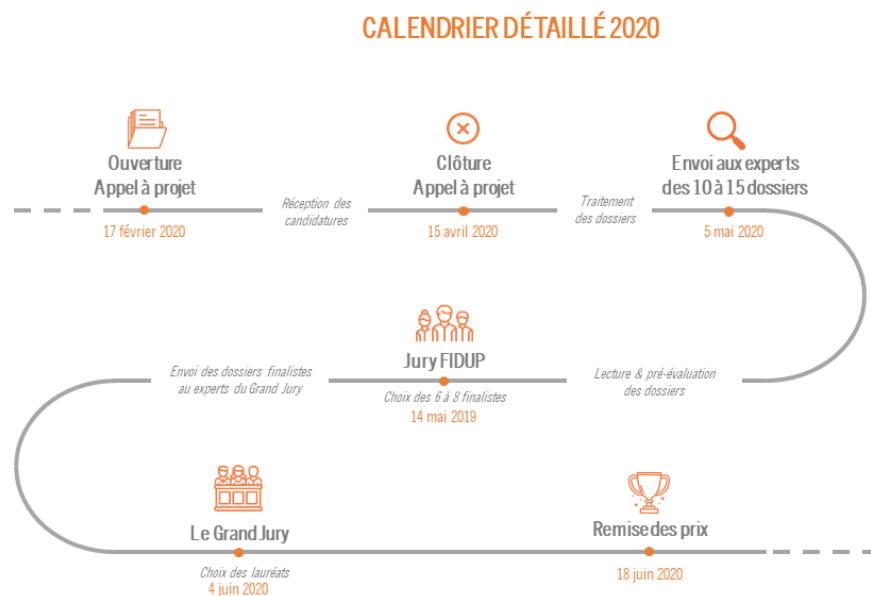 CALENDRIER DÉTAILLÉ 2020
Ouverture
Appel à projet
17 février 2020
Réception des
candidatures
Clôture
Appel à projet
15 avril 2020
Traitement
des dossiers
Envoi aux experts
des 10 à 15 dossiers
5 mai 2020
Lecture & pré-évaluation
des dossiers
Jury FIDUP
Choix des 6 à 8 finalistes
14 mai 2019
Envoi des dossiers finalistes
au experts du Grand Jury
Le Grand Jury
Choix des lauréats
4 juin 2020
Remise des prix
18 juin 2020